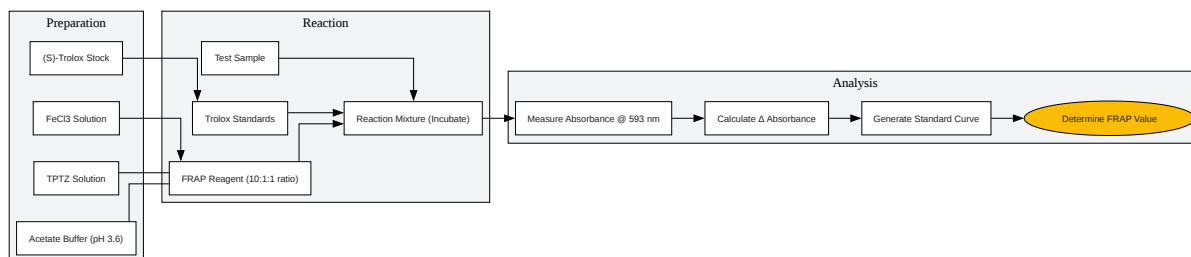 Preparation
(S)-Trolox Stock
FeCl3 Solution
TPTZ Solution
Acetate Buffer (pH 3.6)
Reaction
Test Sample
Trolox Standards
Reaction Mixture (Incubate)
FRAP Reagent (10:1:1 ratio)
Analysis
Measure Absorbance @ 593 nm
Calculate Δ Absorbance
Generate Standard Curve
Determine FRAP Value